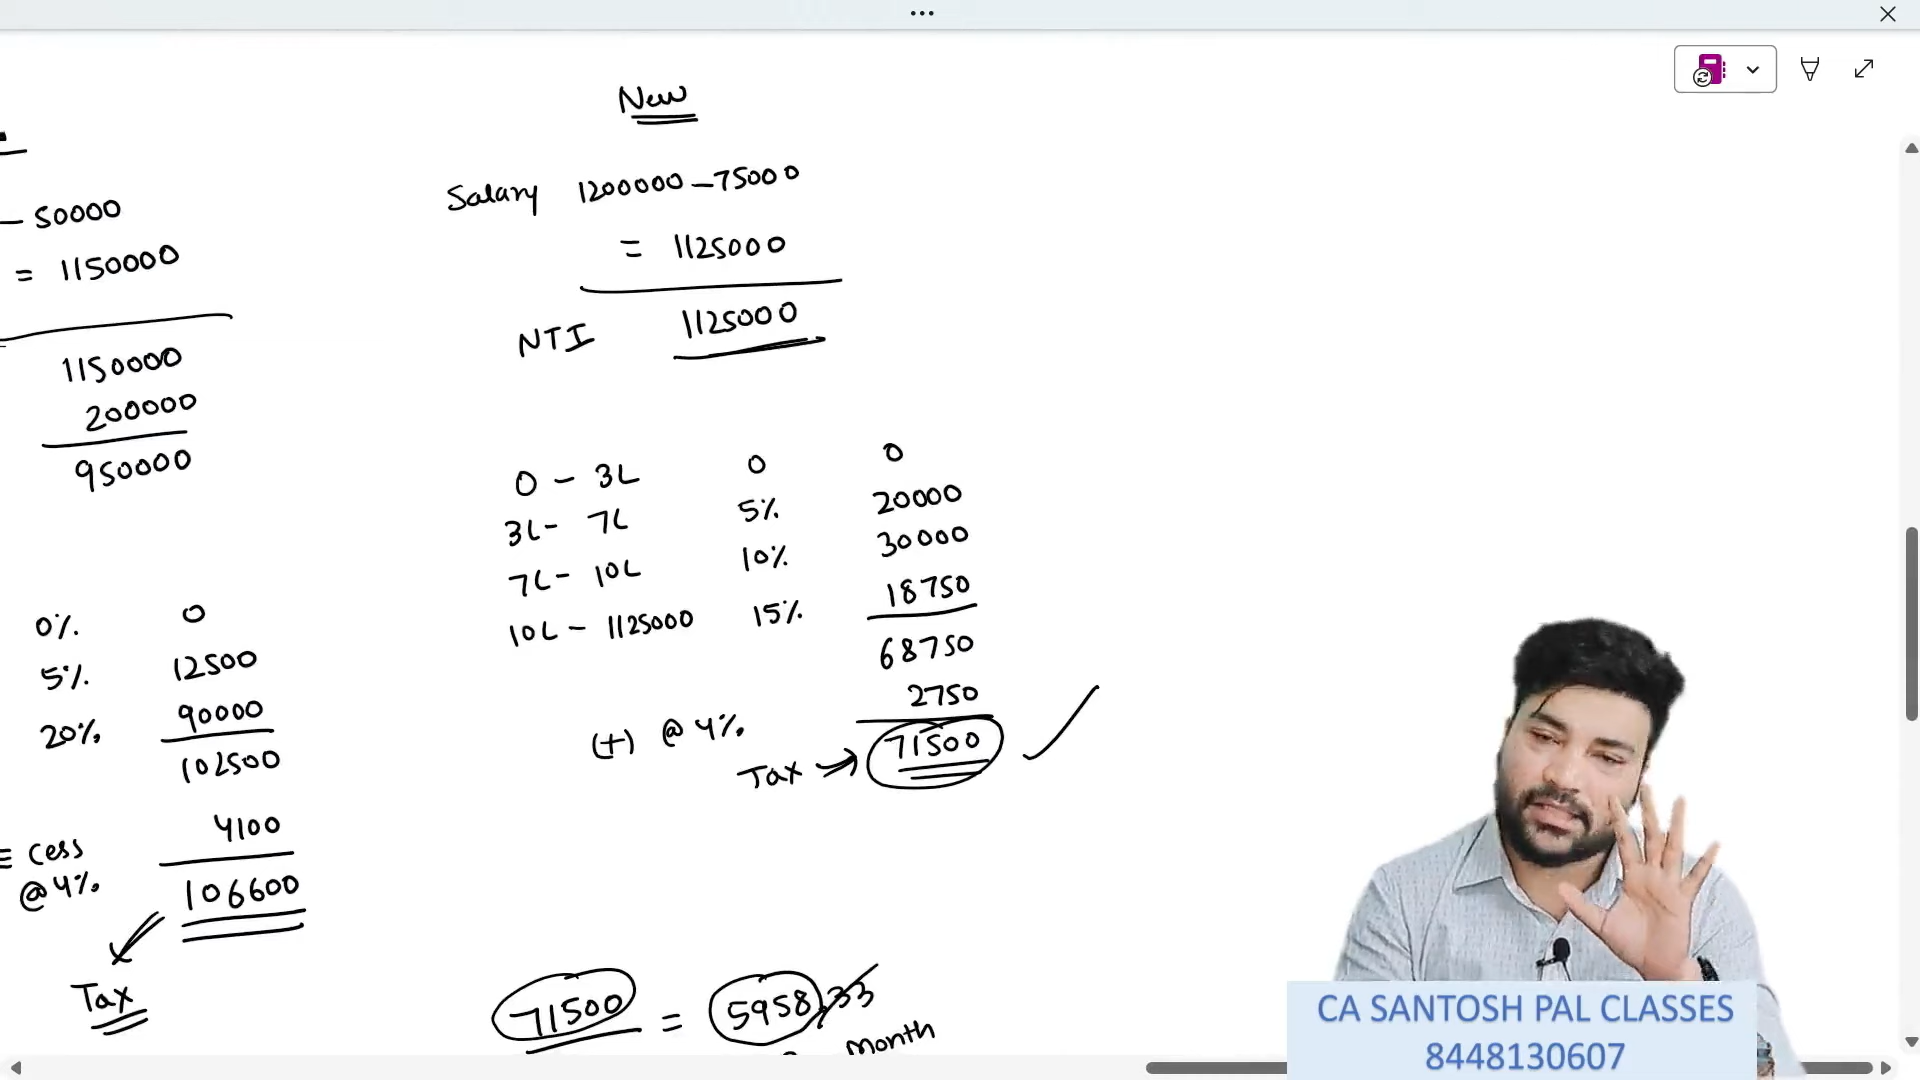 - 50000
= 1150000
1150000
200000
950000
0% 0
5% 12500
20% 90000
102500
4100
Cess
@ 4%
106600
Tax
New
Salary 1200000 - 75000
= 1125000
NTI 1125000
0 - 3L 0 0
3L - 7L 5% 20000
7L - 10L 10% 30000
10L - 1125000 15% 18750
68750
(+) @ 4% 2750
Tax → 71500
71500 = 5958.33
month
CA SANTOSH PAL CLASSES
8448130607